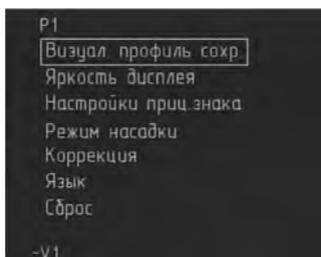 P1
Визуал. профиль сохр.
Яркость дисплея
Настройки приц.знака
Режим насадки
Коррекция
Язык
Сброс
-V1